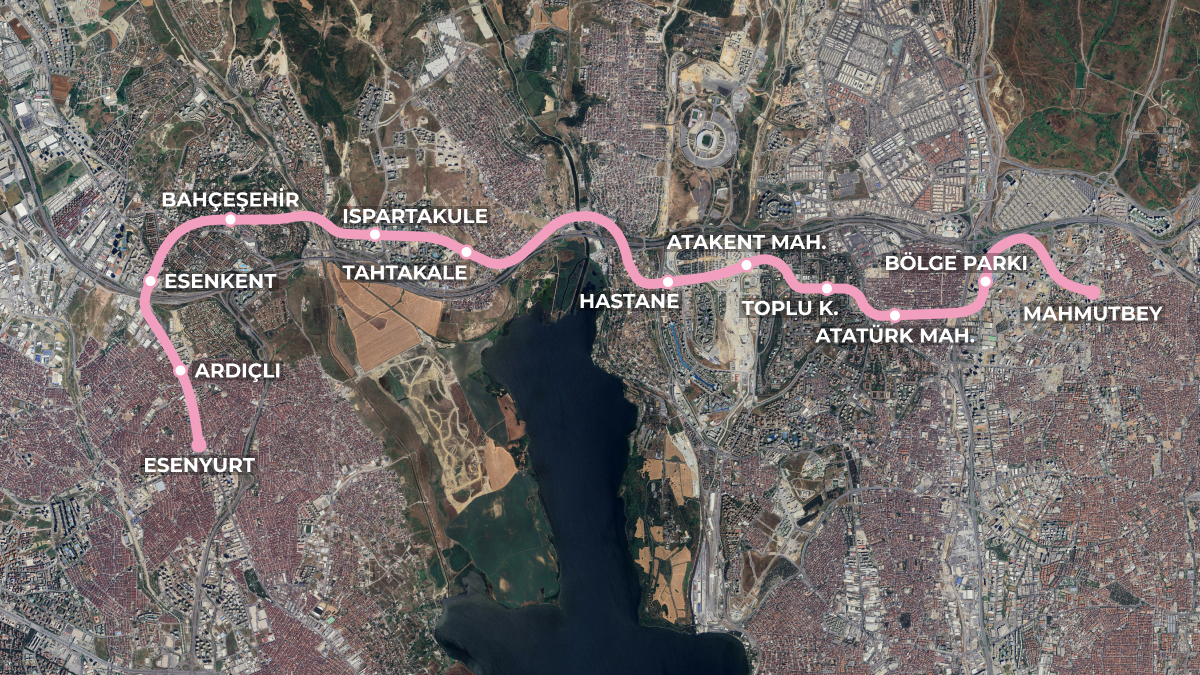 BAHÇEŞEHİR
ISPARTAKULE
ATAKENT MAH.
BÖLGE PARKI
TAHTAKALE
ESENKENT
HASTANE
TOPLU K.
MAHMUTBEY
ATATÜRK MAH.
ARDIÇLI
ESENYURT